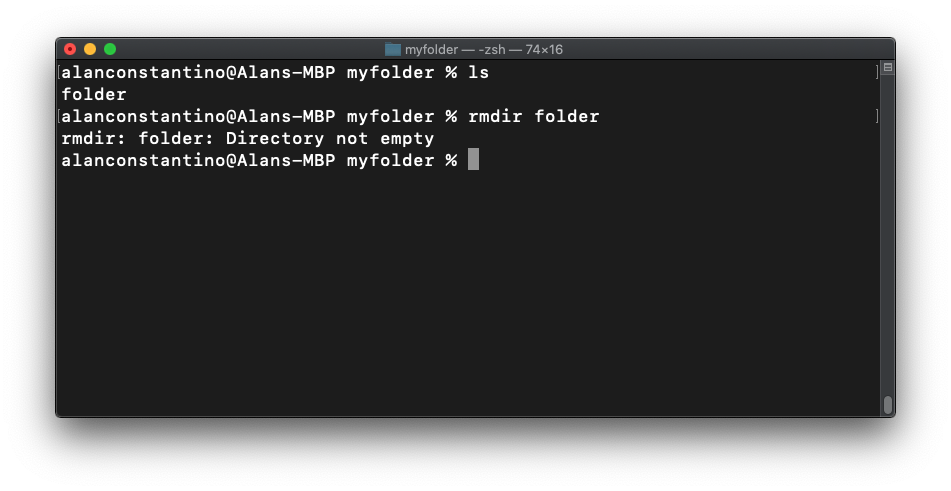 myfolder — -zsh — 74×16
[alanconstantino@Alans-MBP myfolder % ls ]
folder
[alanconstantino@Alans-MBP myfolder % rmdir folder ]
rmdir: folder: Directory not empty
alanconstantino@Alans-MBP myfolder %